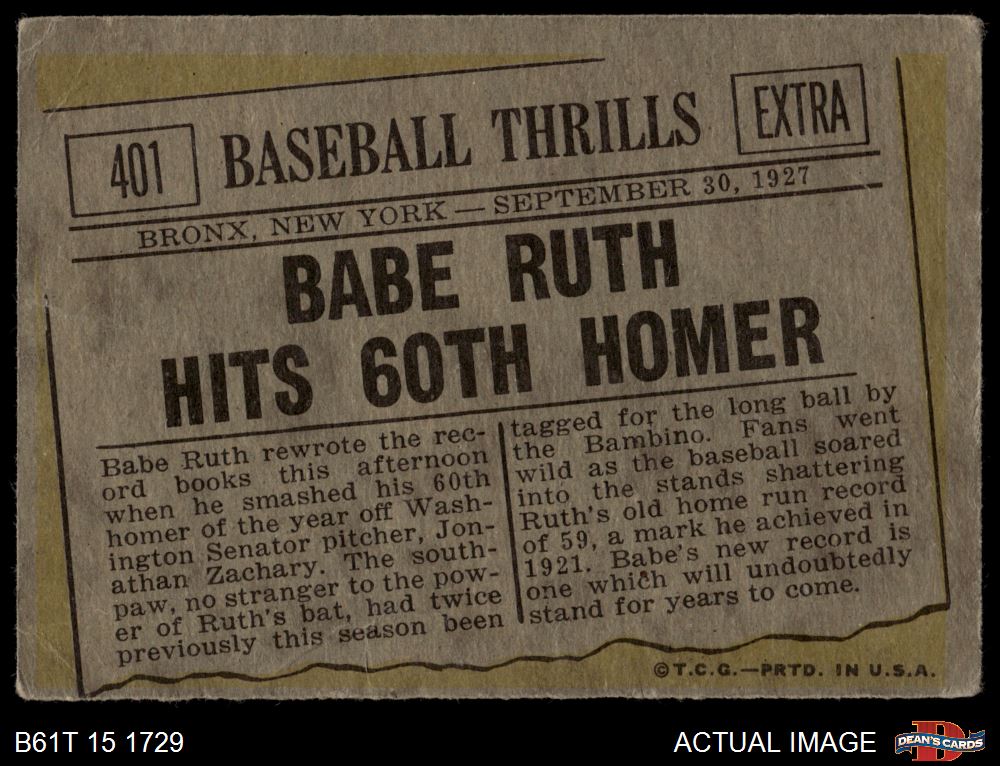 401
BASEBALL THRILLS
EXTRA
BRONX, NEW YORK — SEPTEMBER 30, 1927
BABE RUTH
HITS 60TH HOMER
Babe Ruth rewrote the rec-
ord books this afternoon
when he smashed his 60th
homer of the year off Wash-
ington Senator pitcher, Jon-
athan Zachary. The south-
paw, no stranger to the pow-
er of Ruth's bat, had twice
previously this season been
tagged for the long ball by
the Bambino. Fans went
wild as the baseball soared
into the stands shattering
Ruth's old home run record
of 59, a mark he achieved in
1921. Babe's new record is
one which will undoubtedly
stand for years to come.
©T.C.G.—PRTD. IN U.S.A.
B61T 15 1729
ACTUAL IMAGE
DEAN'S CARDS